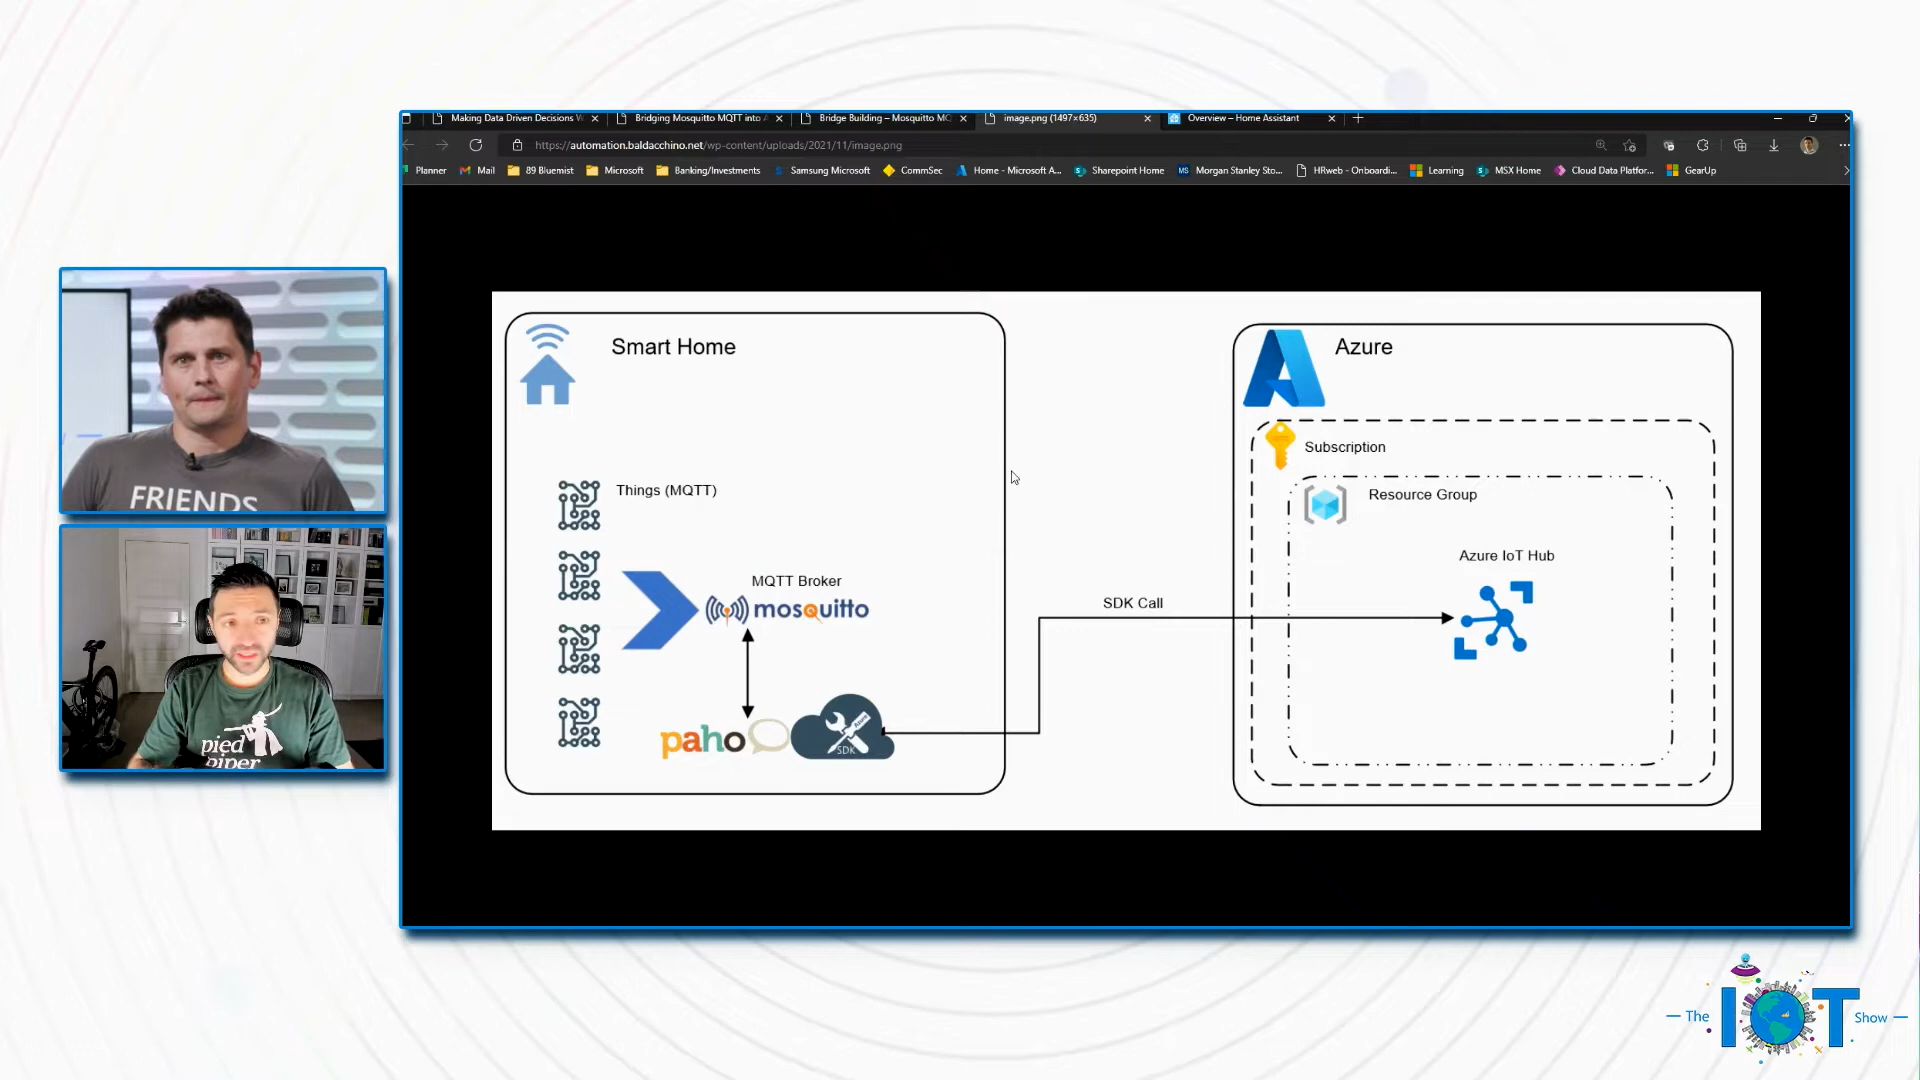 Making Data Driven Decisions W
Bridging Mosquitto MQTT into A
Bridge Building – Mosquitto MQ
image.png (1497×635)
Overview – Home Assistant
https://automation.baldacchino.net/wp-content/uploads/2021/11/image.png
Planner
Mail
89 Bluemist
Microsoft
Banking/Investments
Samsung Microsoft
CommSec
Home - Microsoft A...
Sharepoint Home
MS
Morgan Stanley Sto...
HRweb - Onboardi...
Learning
MSX Home
Cloud Data Platfor...
GearUp
Smart Home
Things (MQTT)
MQTT Broker
mosquitto
paho
Azure
SDK
SDK Call
Azure
Subscription
Resource Group
Azure IoT Hub
FRIENDS
pied
piper
The IoT Show